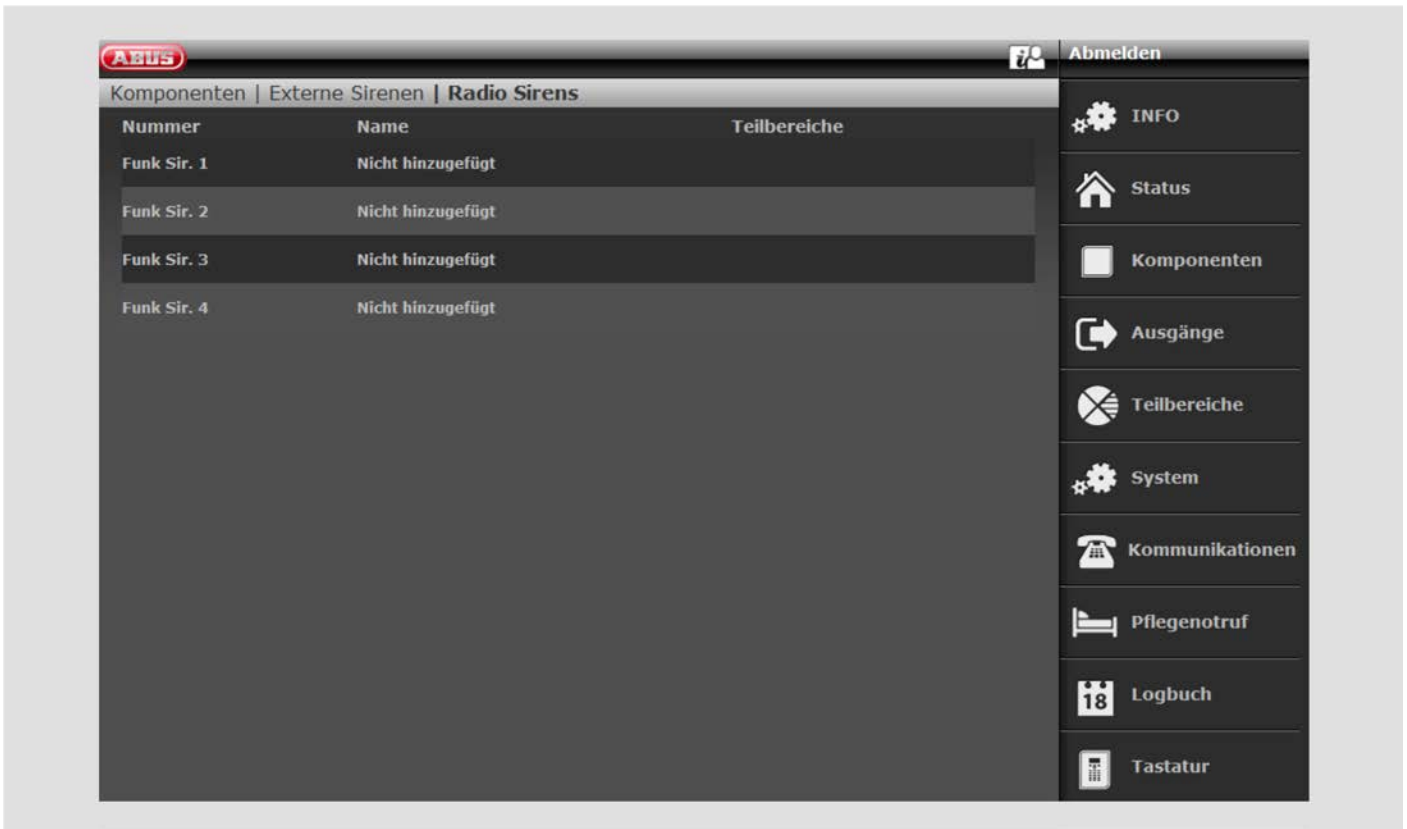 ABUS
Abmelden
Komponenten | Externe Sirenen | Radio Sirens
Nummer Name Teilbereiche
Funk Sir. 1 Nicht hinzugefügt
Funk Sir. 2 Nicht hinzugefügt
Funk Sir. 3 Nicht hinzugefügt
Funk Sir. 4 Nicht hinzugefügt
INFO
Status
Komponenten
Ausgänge
Teilbereiche
System
Kommunikationen
Pflegenotruf
18 Logbuch
Tastatur